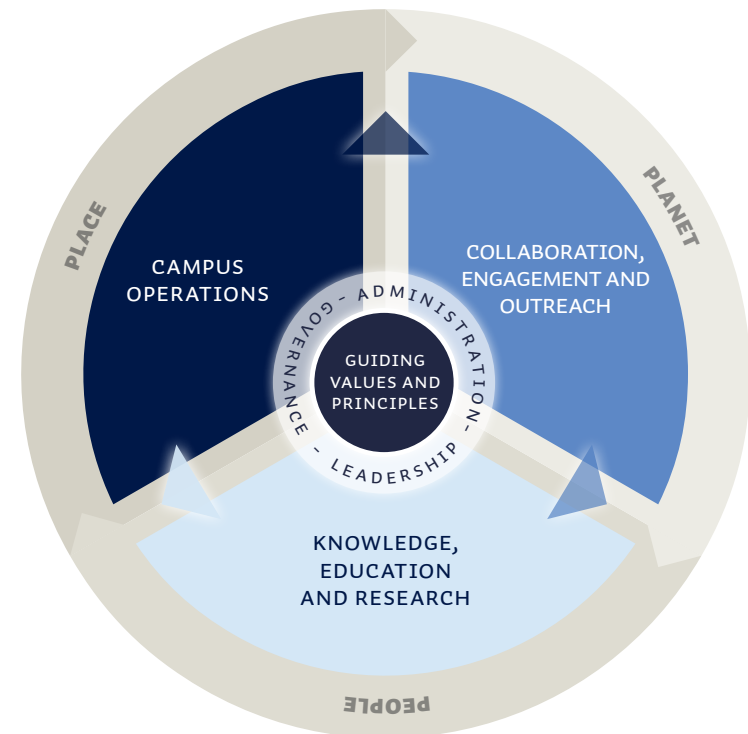 PLACE
PLANET
CAMPUS
OPERATIONS
COLLABORATION,
ENGAGEMENT AND
OUTREACH
GOVERNANCE - ADMINISTRATION - LEADERSHIP -
GUIDING
VALUES AND
PRINCIPLES
KNOWLEDGE,
EDUCATION
AND RESEARCH
PEOPLE